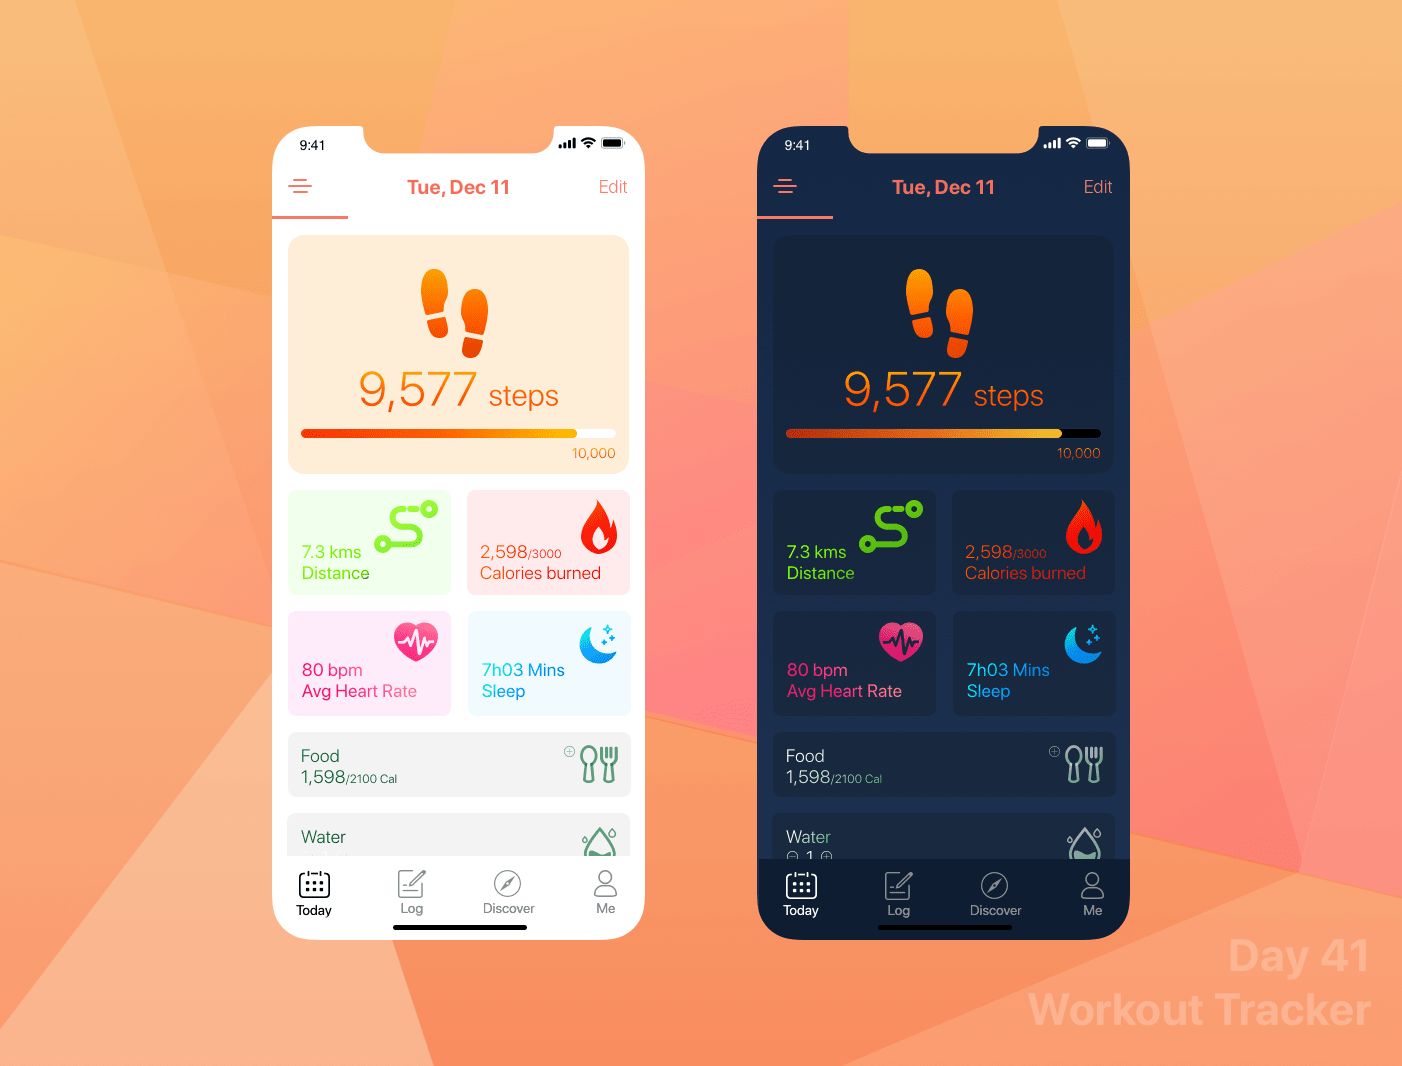 9:41
Tue, Dec 11
Edit
9,577 steps
10,000
7.3 kms
Distance
2,598/3000
Calories burned
80 bpm
Avg Heart Rate
7h03 Mins
Sleep
Food
1,598/2100 Cal
Water
Today
Log
Discover
Me
9:41
Tue, Dec 11
Edit
9,577 steps
10,000
7.3 kms
Distance
2,598/3000
Calories burned
80 bpm
Avg Heart Rate
7h03 Mins
Sleep
Food
1,598/2100 Cal
Water
1
Today
Log
Discover
Me
Day 41
Workout Tracker